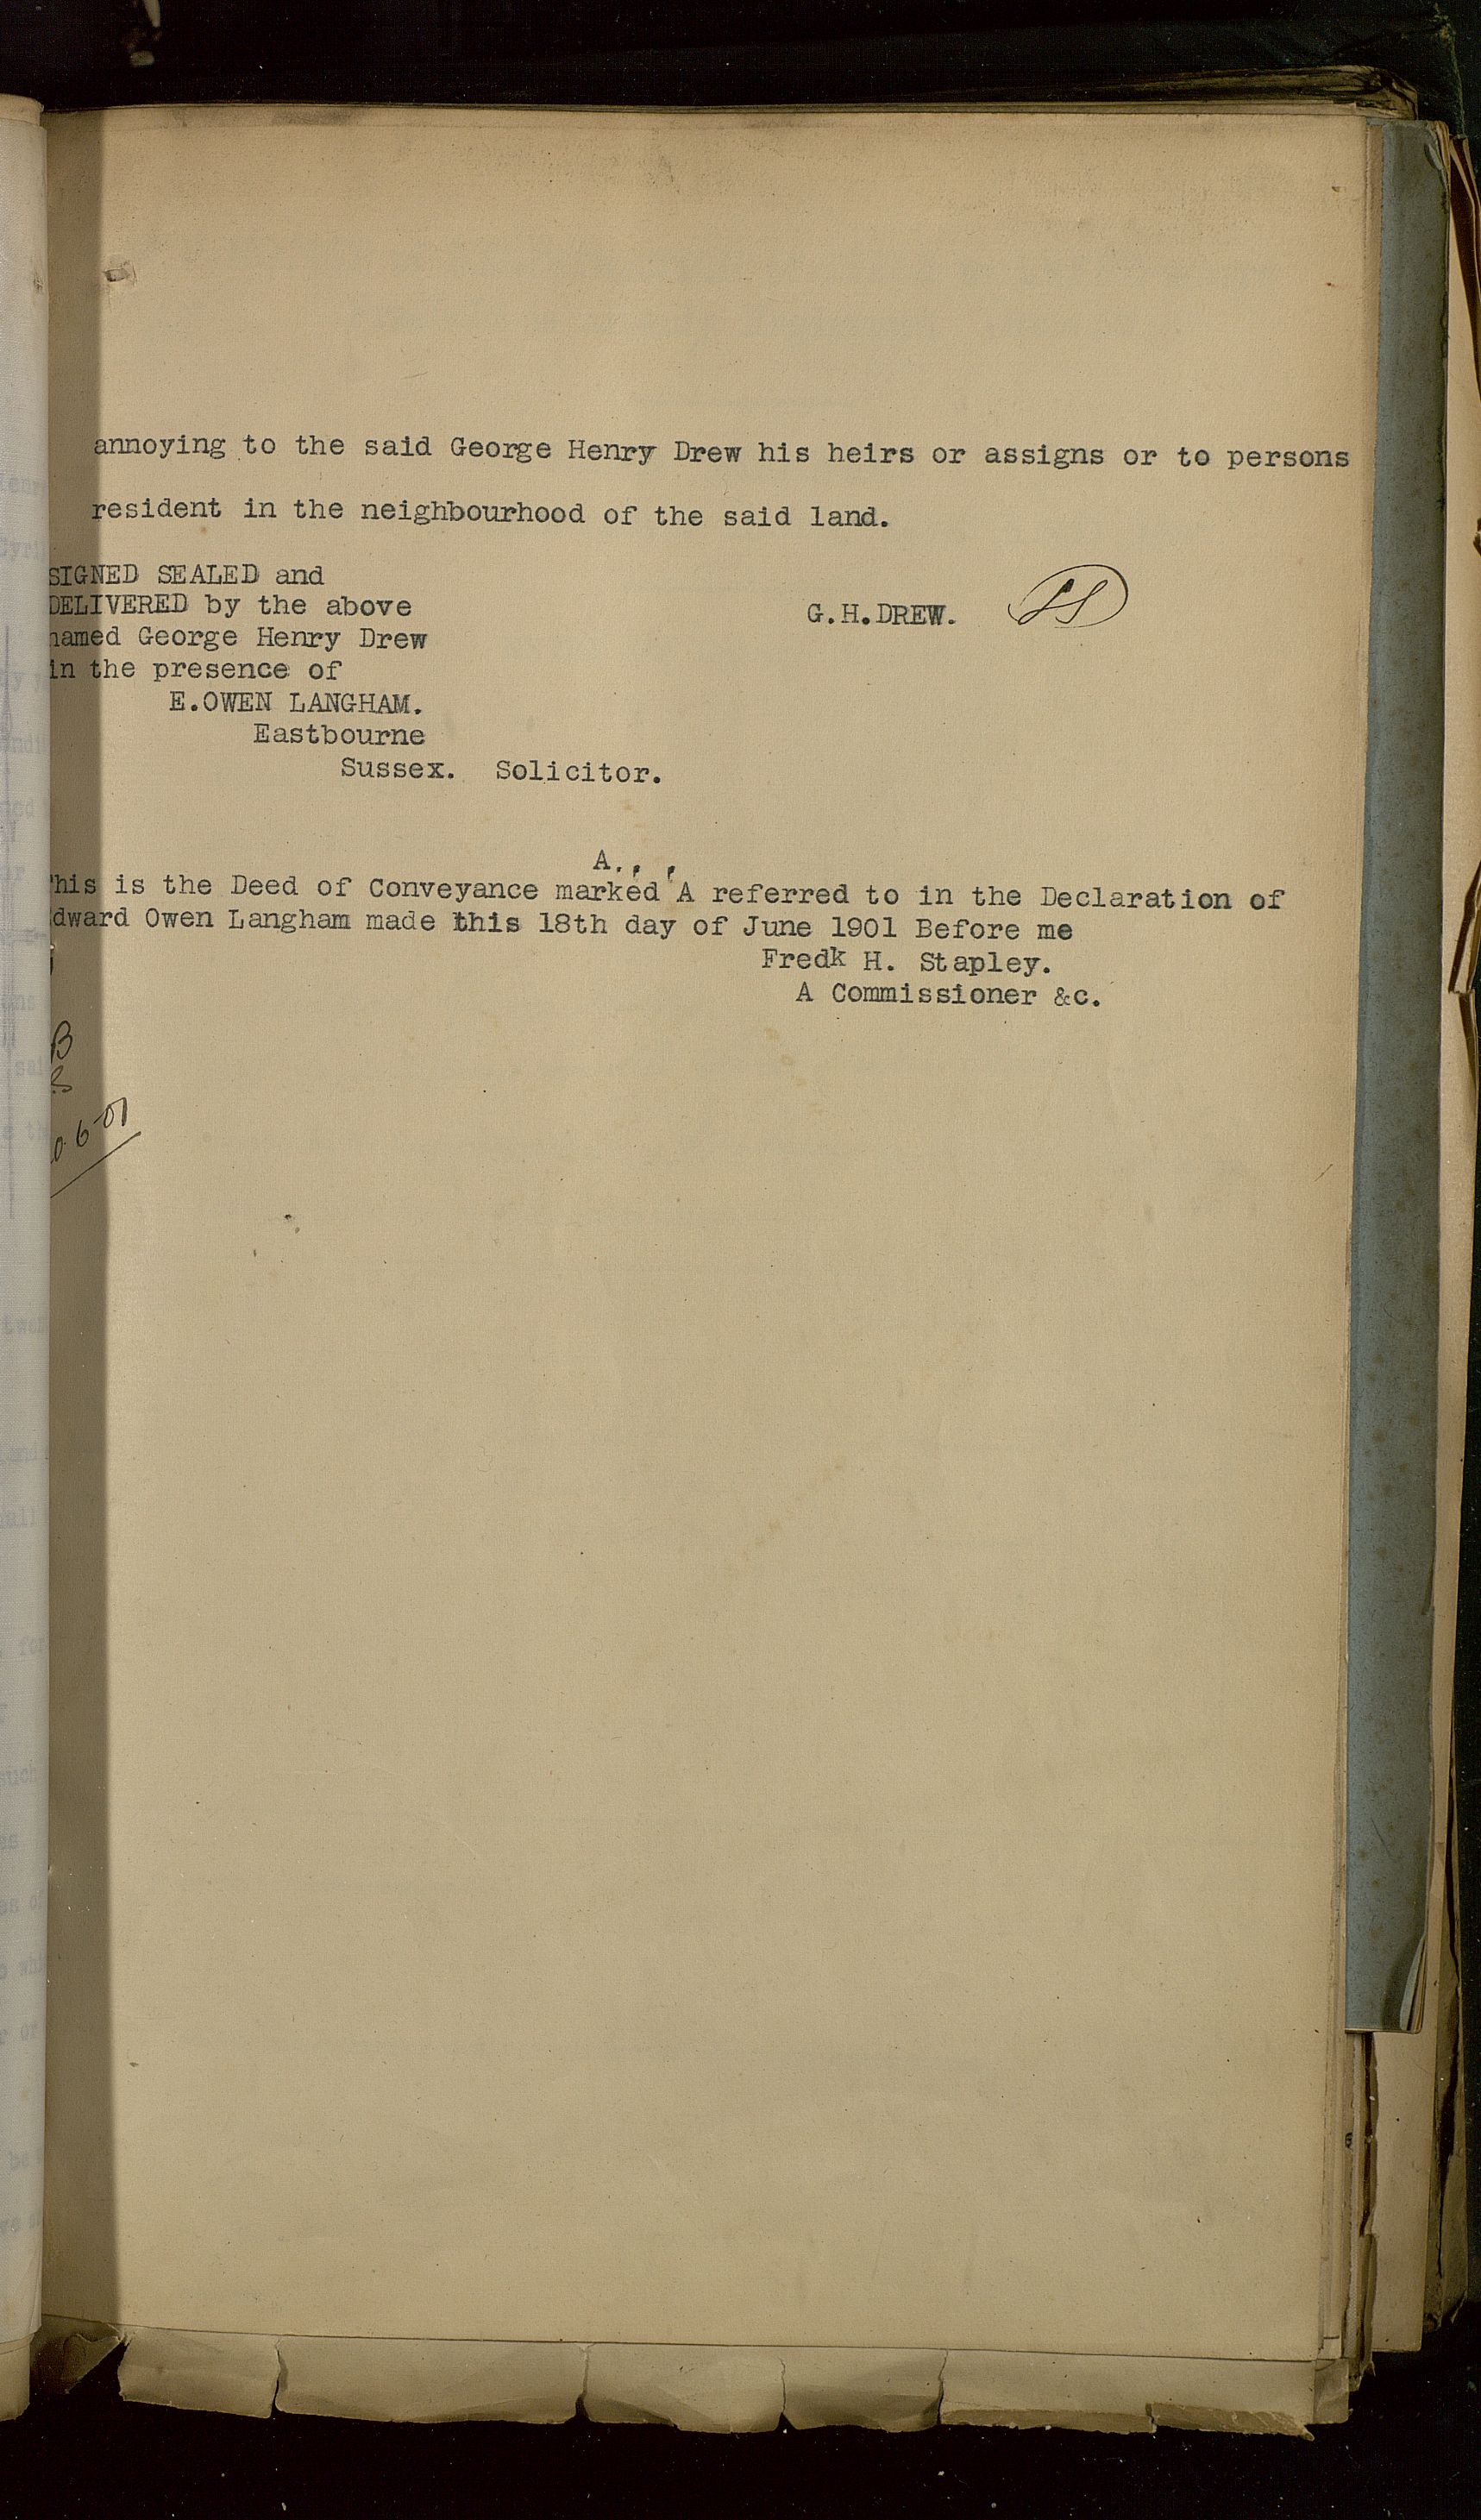 annoying to the said George Henry Drew his heirs or assigns or to persons
resident in the neighbourhood of the said land.
SIGNED SEALED and
DELIVERED by the above
named George Henry Drew
in the presence of
G.H.DREW.
E.OWEN LANGHAM.
Eastbourne
Sussex. Solicitor.
A.
This is the Deed of Conveyance marked 'A' referred to in the Declaration of
Edward Owen Langham made this 18th day of June 1901 Before me
Fredk H. Stapley.
A Commissioner &c.
B
S